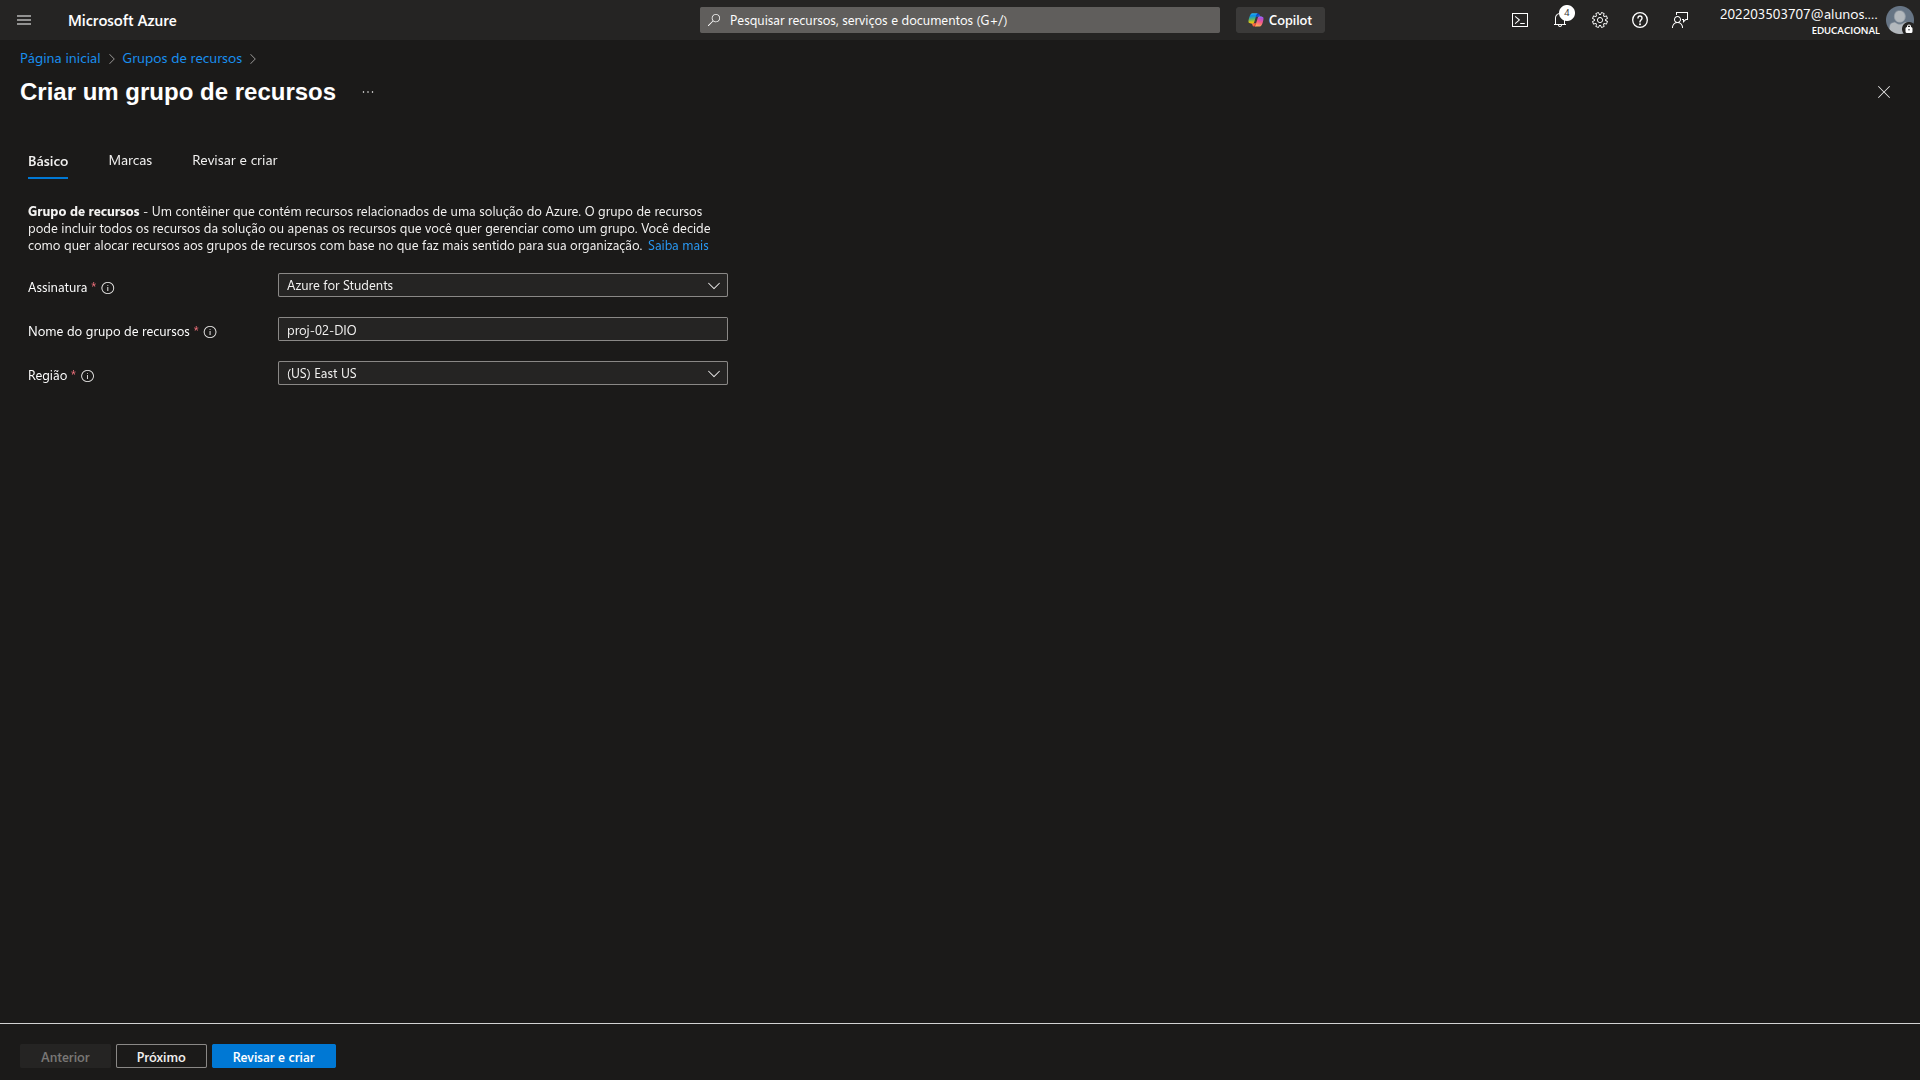 Microsoft Azure
Pesquisar recursos, serviços e documentos (G+/)
Copilot
4
202203503707@alunos....
EDUCACIONAL
Página inicial
Grupos de recursos
Criar um grupo de recursos
...
Básico
Marcas
Revisar e criar
Grupo de recursos - Um contêiner que contém recursos relacionados de uma solução do Azure. O grupo de recursos
pode incluir todos os recursos da solução ou apenas os recursos que você quer gerenciar como um grupo. Você decide
como quer alocar recursos aos grupos de recursos com base no que faz mais sentido para sua organização. Saiba mais
Assinatura *
Azure for Students
Nome do grupo de recursos *
proj-02-DIO
Região *
(US) East US
Anterior
Próximo
Revisar e criar